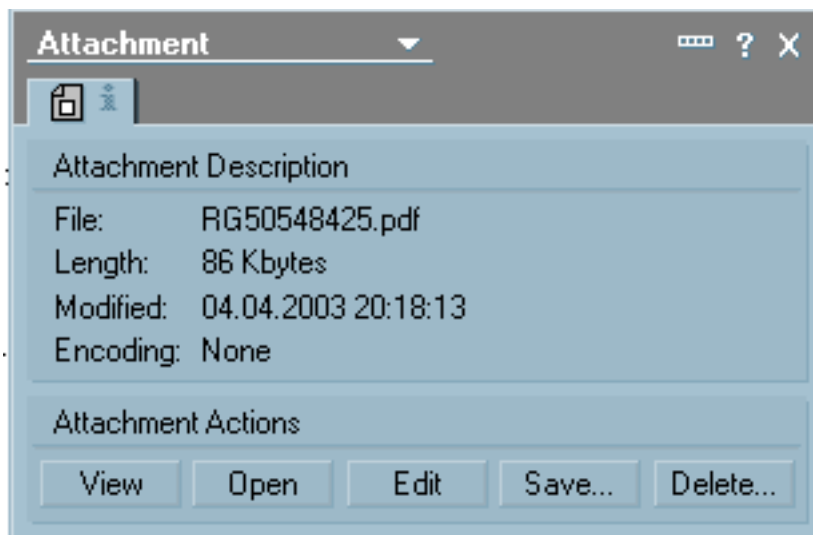 Attachment ?  X
Attachment Description
File: RG50548425.pdf
Length: 86 Kbytes
Modified: 04.04.2003 20:18:13
Encoding: None
Attachment Actions
View Open Edit Save... Delete...